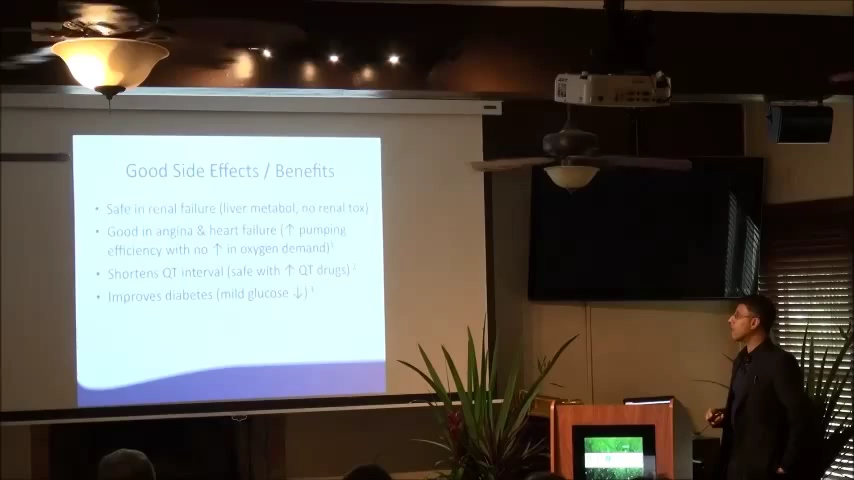 Good Side Effects / Benefits
• Safe in renal failure (liver metabol, no renal tox)
• Good in angina & heart failure (↑ pumping
efficiency with no ↑ in oxygen demand)¹
• Shortens QT interval (safe with ↑ QT drugs)
• Improves diabetes (mild glucose ↓)